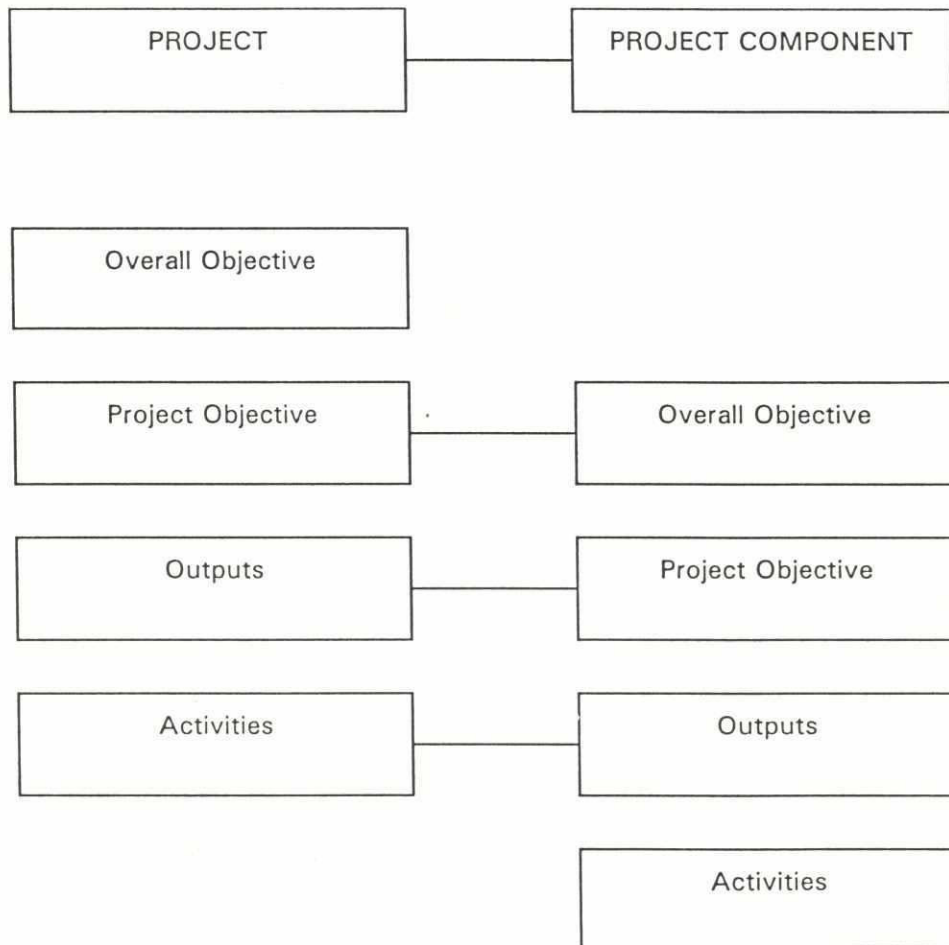 PROJECT
PROJECT COMPONENT
Overall Objective
Project Objective
Overall Objective
Outputs
Project Objective
Activities
Outputs
Activities